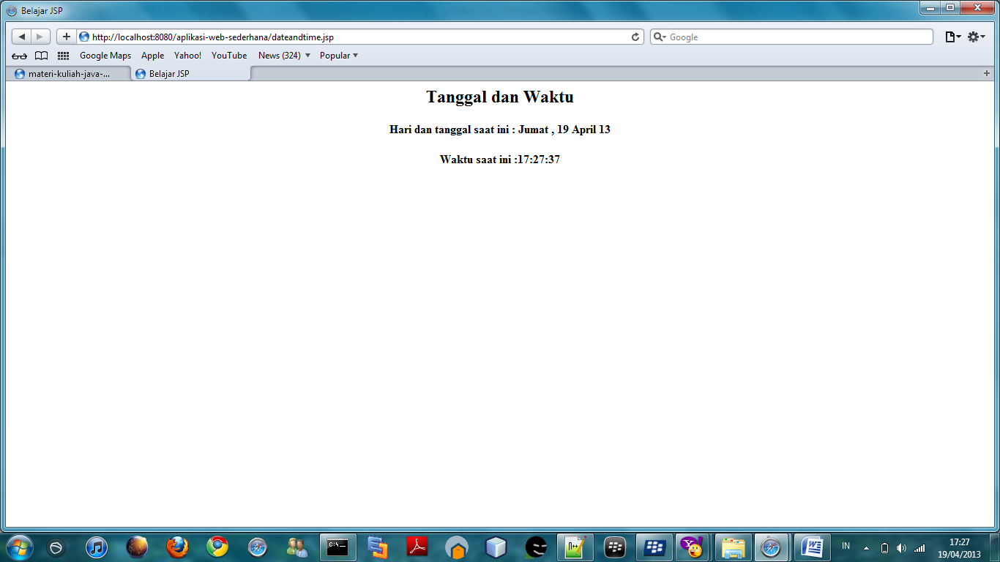 Belajar JSP
http://localhost:8080/aplikasi-web-sederhana/dateandtime.jsp
Google
Google Maps Apple Yahoo! YouTube News (324) Popular
materi-kuliah-java-...
Belajar JSP
Tanggal dan Waktu
Hari dan tanggal saat ini : Jumat , 19 April 13
Waktu saat ini :17:27:37
C:\_
IN
17:27
19/04/2013